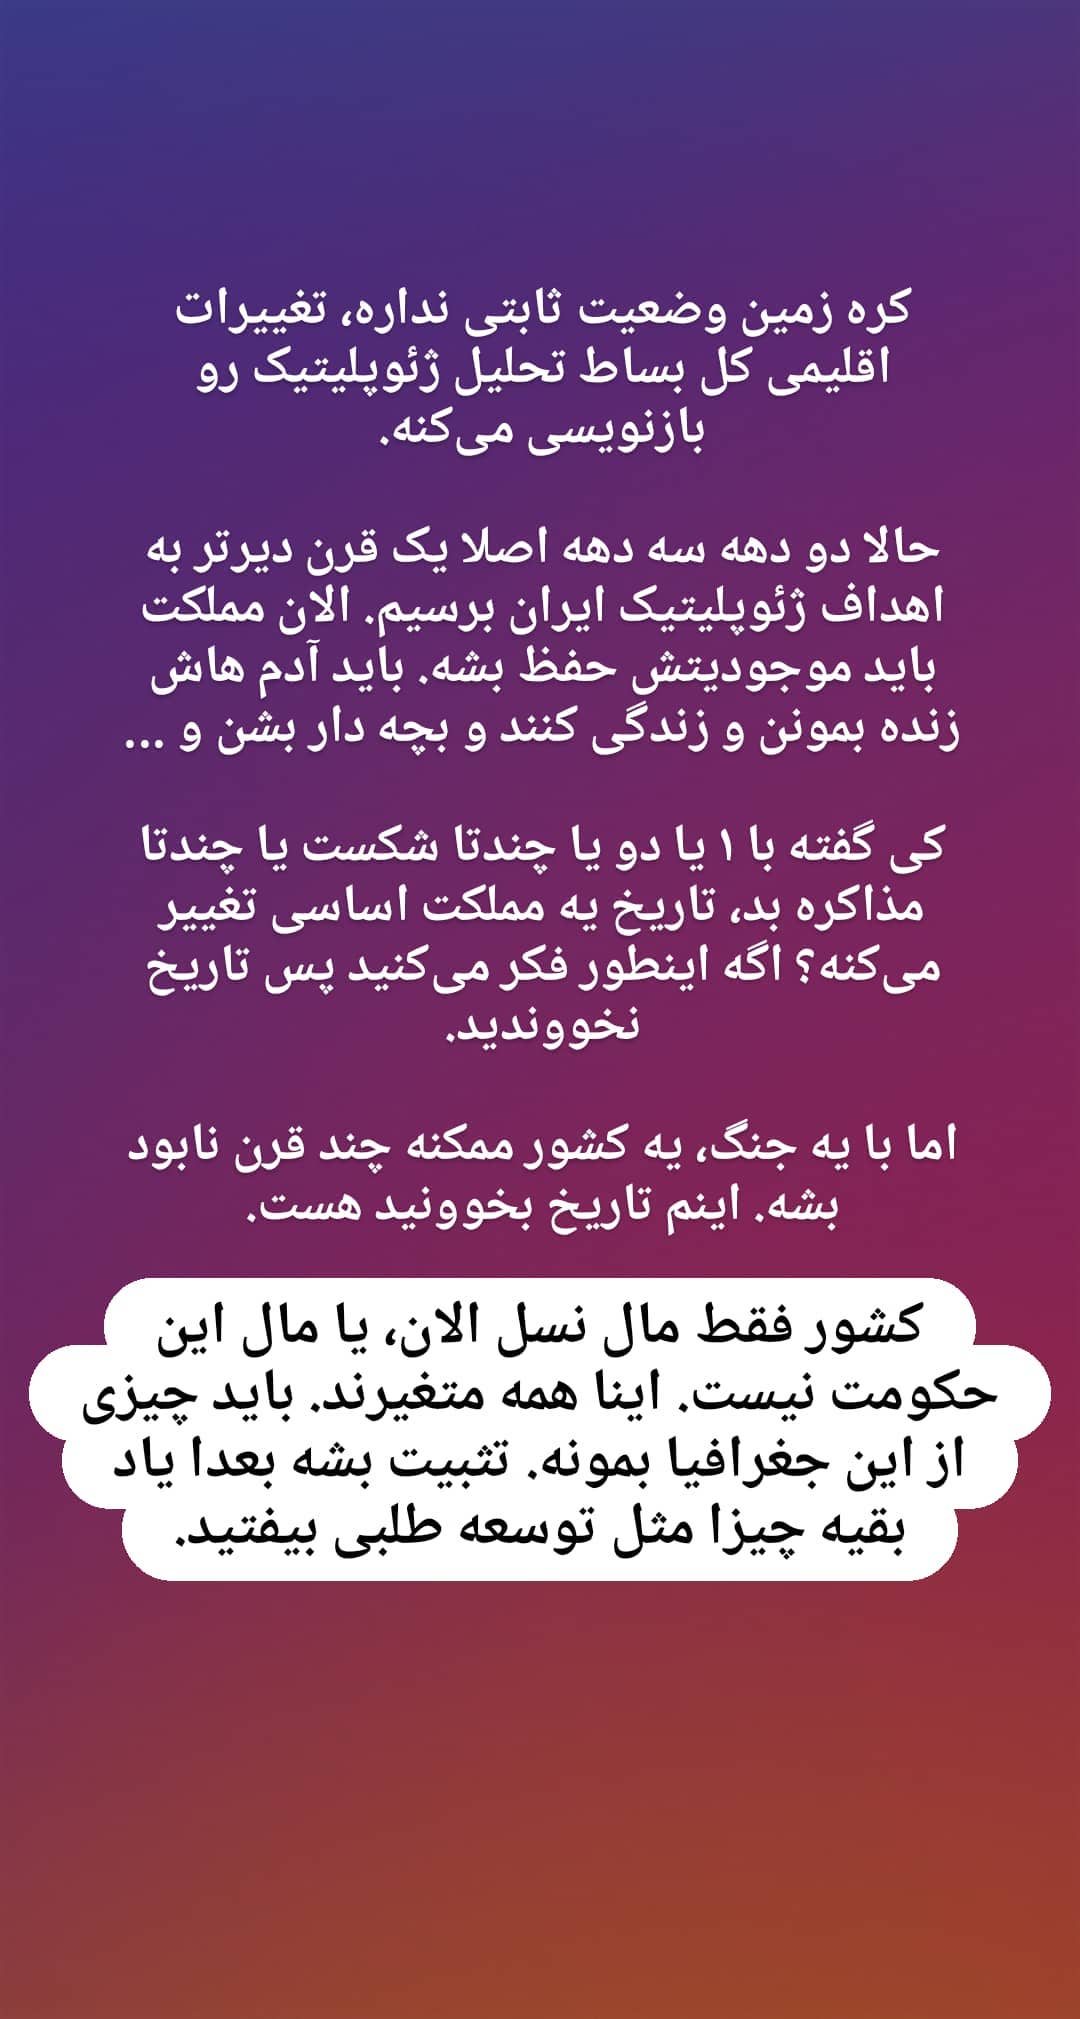 کره زمین وضعیت ثابتی نداره، تغییرات
اقلیمی کل بساط تحلیل ژئوپلیتیک رو
بازنویسی می‌کنه.
حالا دو دهه سه دهه اصلا یک قرن دیرتر به
اهداف ژئوپلیتیک ایران برسیم. الان مملکت
باید موجودیتش حفظ بشه. باید آدم هاش
زنده بمونن و زندگی کنند و بچه دار بشن و ...
کی گفته با ۱ یا دو یا چندتا شکست یا چندتا
مذاکره بد، تاریخ یه مملکت اساسی تغییر
می‌کنه؟ اگه اینطور فکر می‌کنید پس تاریخ
نخووندید.
اما با یه جنگ، یه کشور ممکنه چند قرن نابود
بشه. اینم تاریخ بخوونید هست.
کشور فقط مال نسل الان، یا مال این
حکومت نیست. اینا همه متغیرند. باید چیزی
از این جغرافیا بمونه. تثبیت بشه بعدا یاد
بقیه چیزا مثل توسعه طلبی بیفتید.